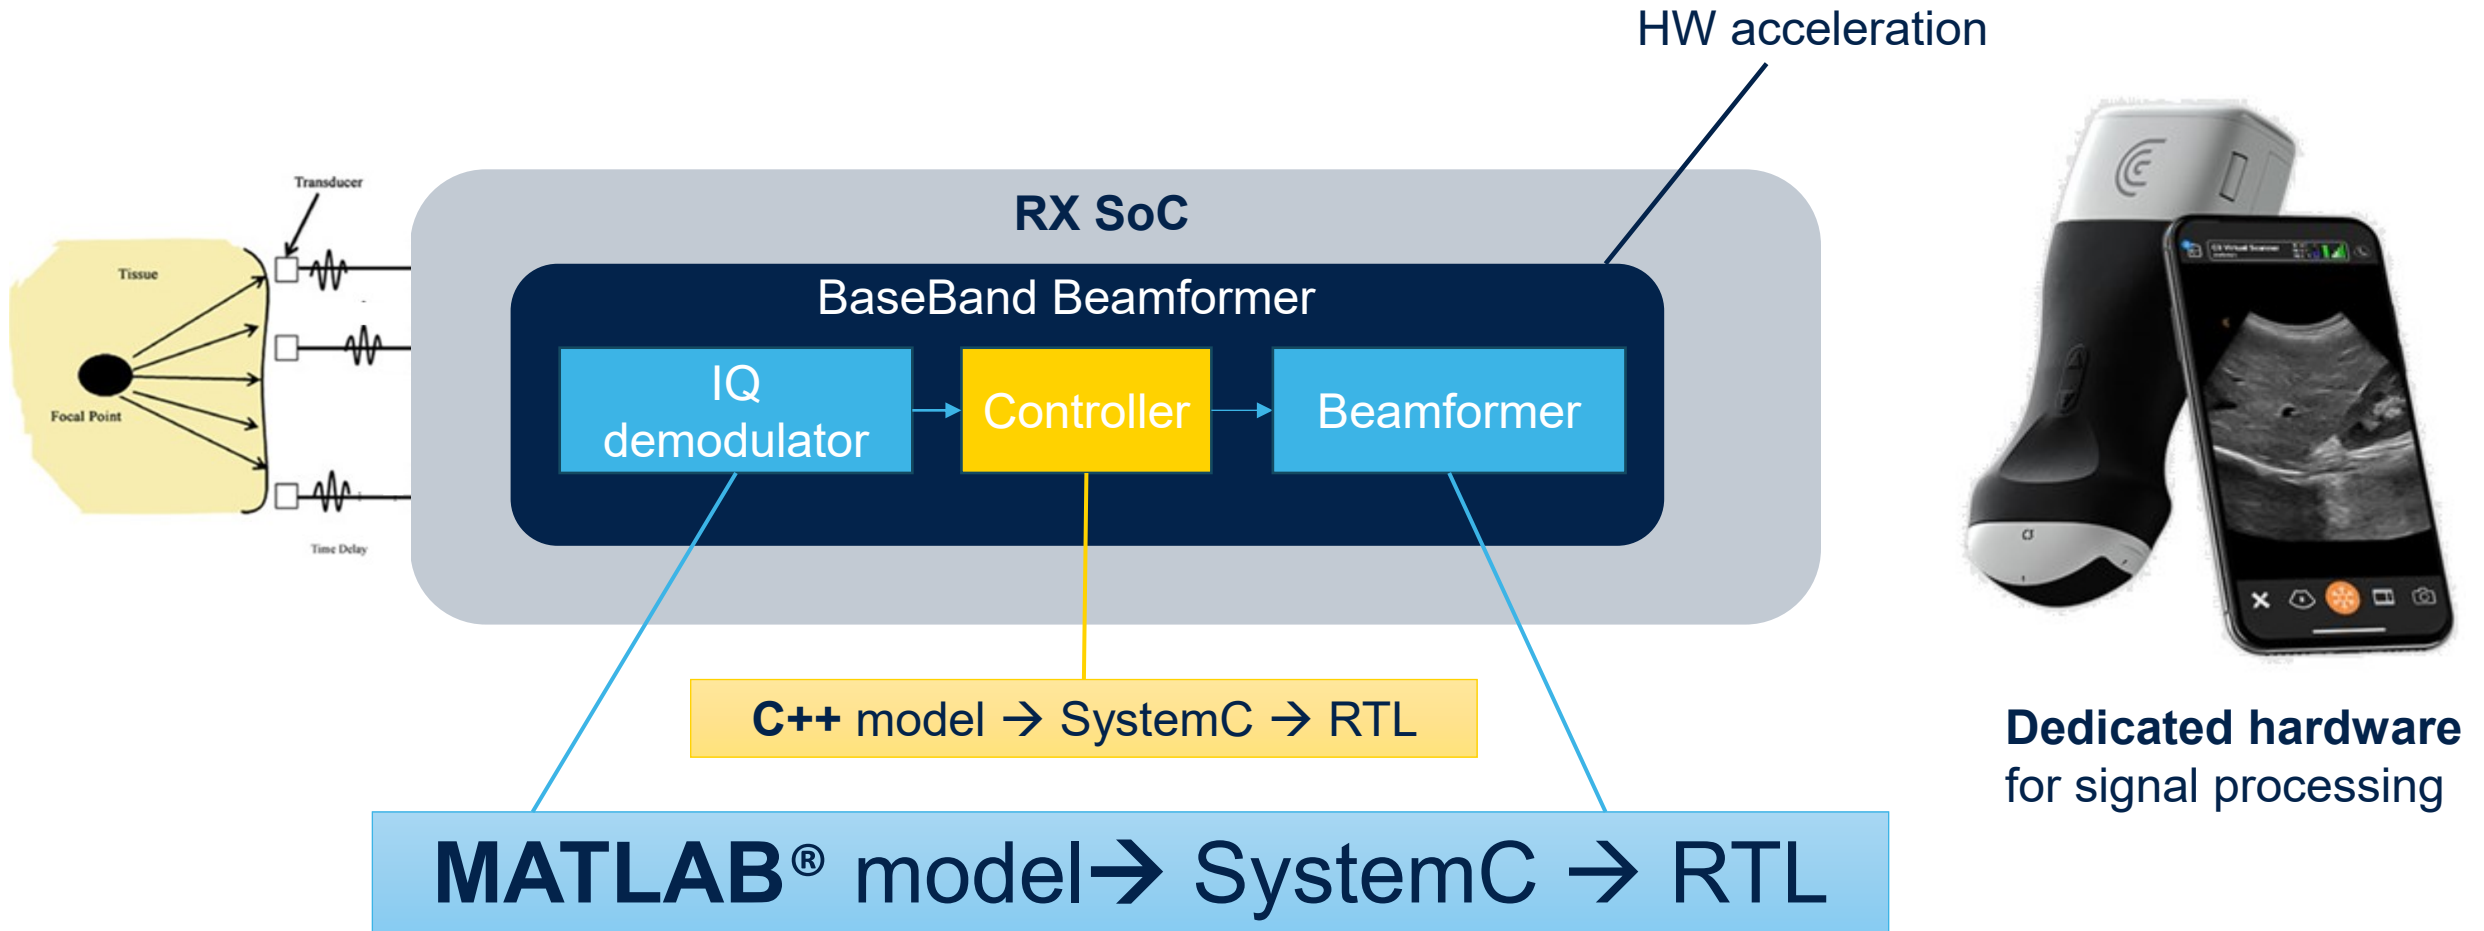 HW acceleration
Transducer
RX SoC
Tissue
BaseBand Beamformer
IQ
demodulator
Controller
Beamformer
Focal Point
Time Delay
C++ model → SystemC → RTL
Dedicated hardware
for signal processing
MATLAB® model→ SystemC → RTL